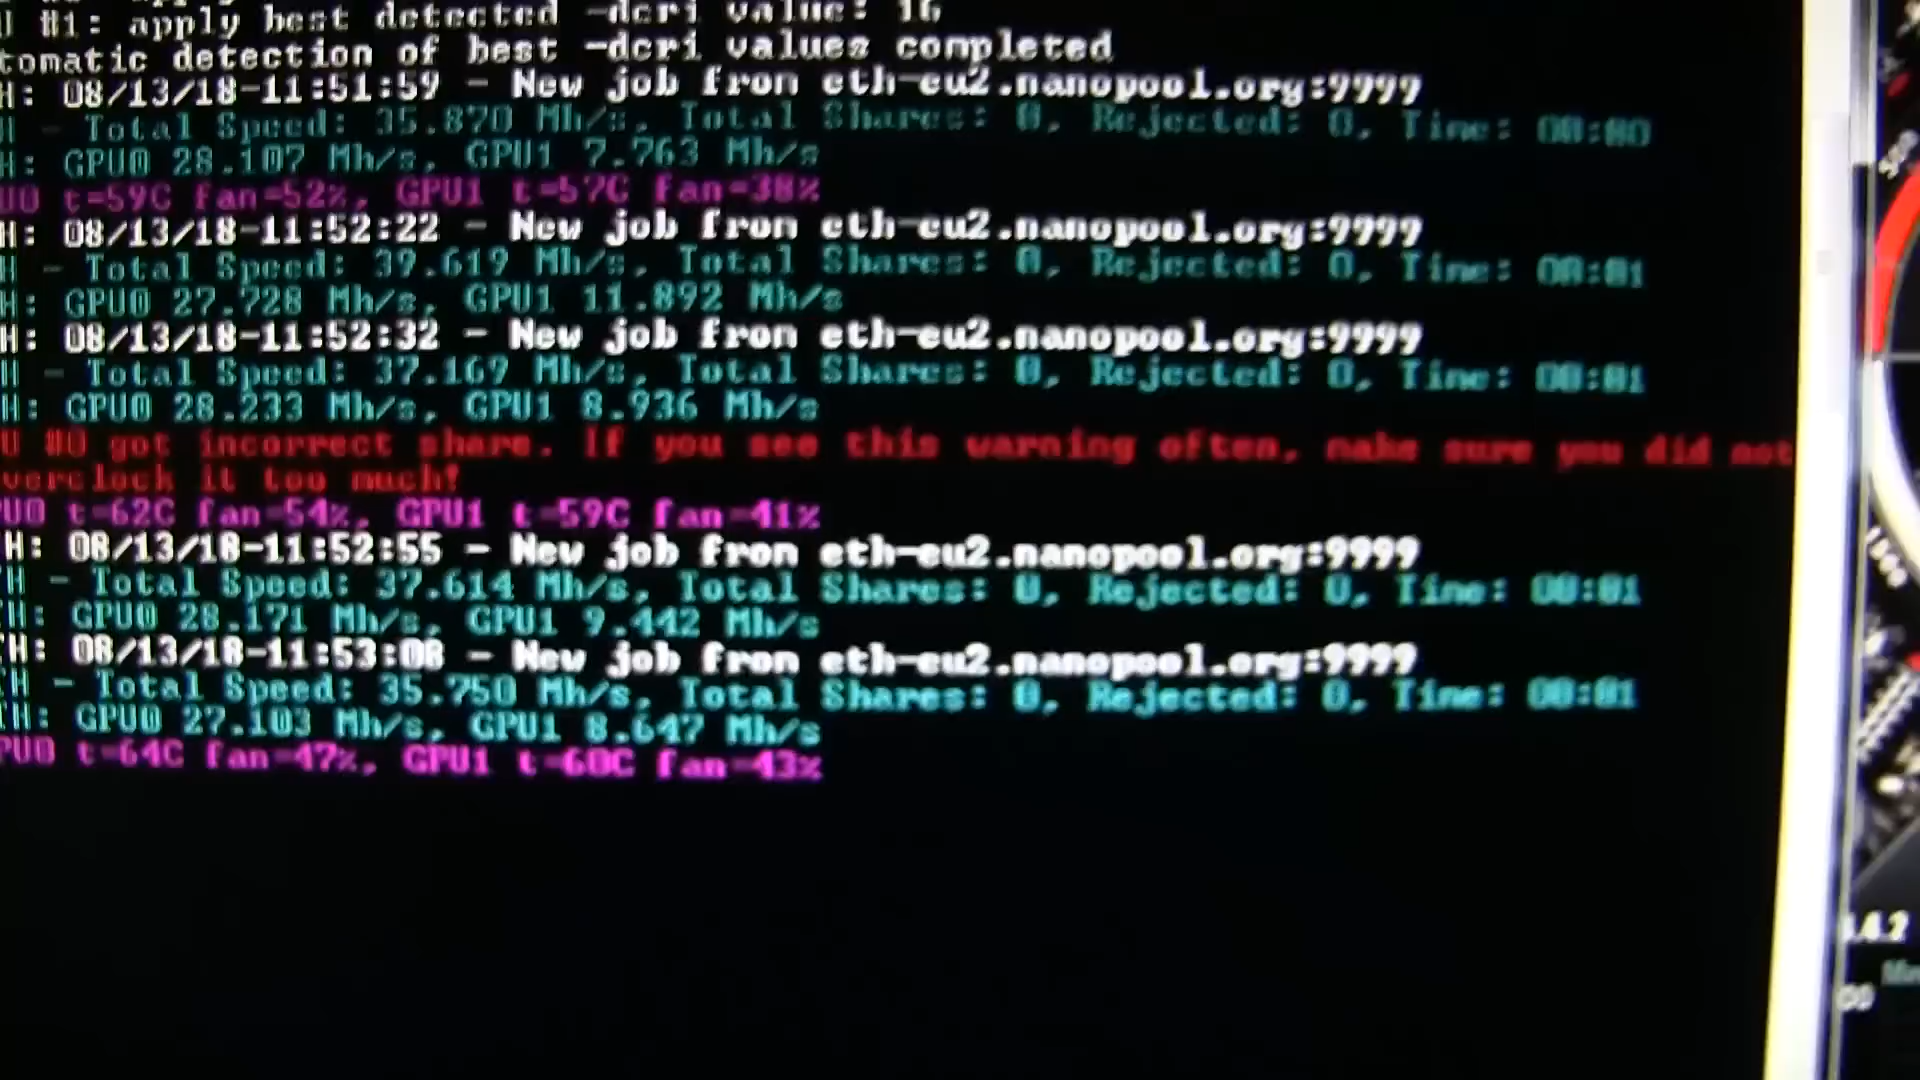 #1: apply best detected -dcri value: 16
tomatic detection of best -dcri values completed
H: 08/13/18-11:51:59 - New job from eth-eu2.nanopool.org:9999
H - Total Speed: 35.870 Mh/s, Total Shares: 0, Rejected: 0, Time: 00:00
H: GPU0 28.107 Mh/s, GPU1 7.763 Mh/s
U0 t=59C fan=52%, GPU1 t=57C fan=38%
H: 08/13/18-11:52:22 - New job from eth-eu2.nanopool.org:9999
H - Total Speed: 39.619 Mh/s, Total Shares: 0, Rejected: 0, Time: 00:01
H: GPU0 27.728 Mh/s, GPU1 11.892 Mh/s
H: 08/13/18-11:52:32 - New job from eth-eu2.nanopool.org:9999
H - Total Speed: 37.169 Mh/s, Total Shares: 0, Rejected: 0, Time: 00:01
H: GPU0 28.233 Mh/s, GPU1 8.936 Mh/s
U #0 got incorrect share. If you see this warning often, make sure you did not
verclock it too much!
PU0 t=62C fan=54%, GPU1 t=59C fan=41%
H: 08/13/18-11:52:55 - New job from eth-eu2.nanopool.org:9999
TH - Total Speed: 37.614 Mh/s, Total Shares: 0, Rejected: 0, Time: 00:01
TH: GPU0 28.171 Mh/s, GPU1 9.442 Mh/s
TH: 08/13/18-11:53:08 - New job from eth-eu2.nanopool.org:9999
TH - Total Speed: 35.750 Mh/s, Total Shares: 0, Rejected: 0, Time: 00:01
TH: GPU0 27.103 Mh/s, GPU1 8.647 Mh/s
PU0 t=64C fan=47%, GPU1 t=60C fan=43%